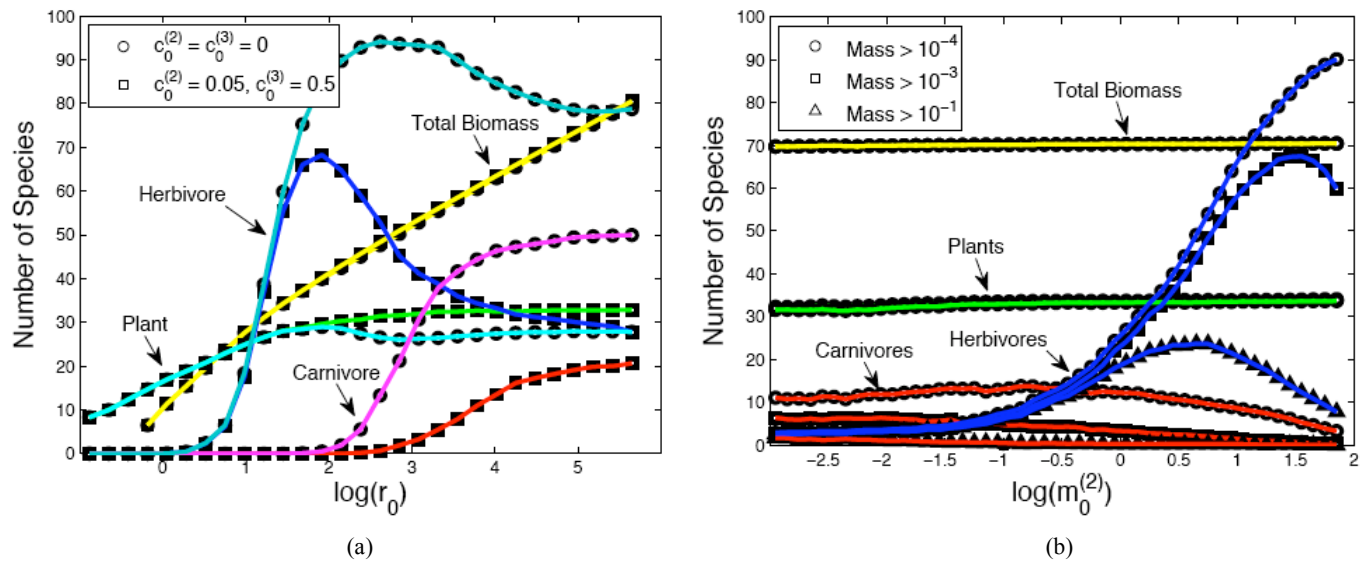 100
90
80
70
60
50
40
30
20
10
0
Number of Species
c₀⁽²⁾ = c₀⁽³⁾ = 0
c₀⁽²⁾ = 0.05, c₀⁽³⁾ = 0.5
Total Biomass
Herbivore
Plant
Carnivore
0 1 2 3 4 5
log(r₀)
(a)
100
90
80
70
60
50
40
30
20
10
0
Number of Species
Mass > 10⁻⁴
Mass > 10⁻³
Mass > 10⁻¹
Total Biomass
Plants
Herbivores
Carnivores
−2.5 −2 −1.5 −1 −0.5 0 0.5 1 1.5 2
log(m₀⁽²⁾)
(b)